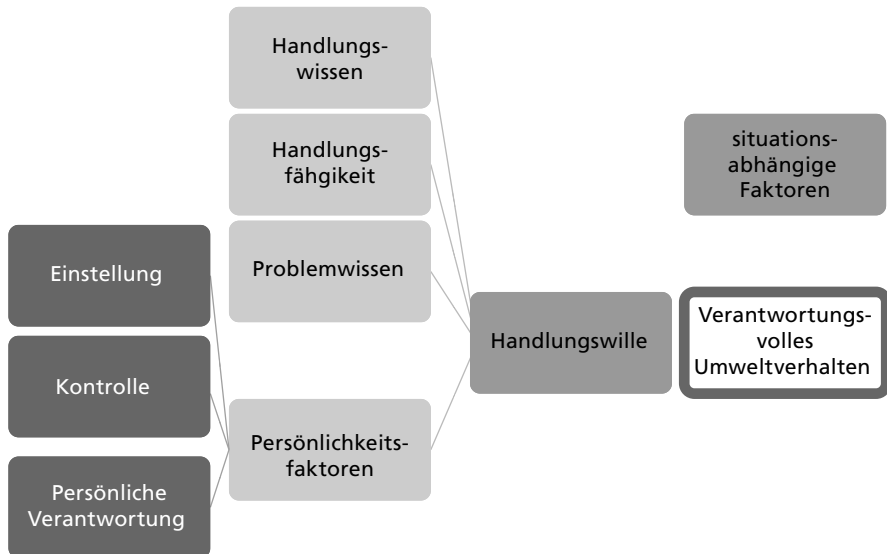 Handlungs-
wissen
Handlungs-
fähgikeit
Problemwissen
Persönlichkeits-
faktoren
Einstellung
Kontrolle
Persönliche
Verantwortung
Handlungswille
situations-
abhängige
Faktoren
Verantwortungs-
volles
Umweltverhalten